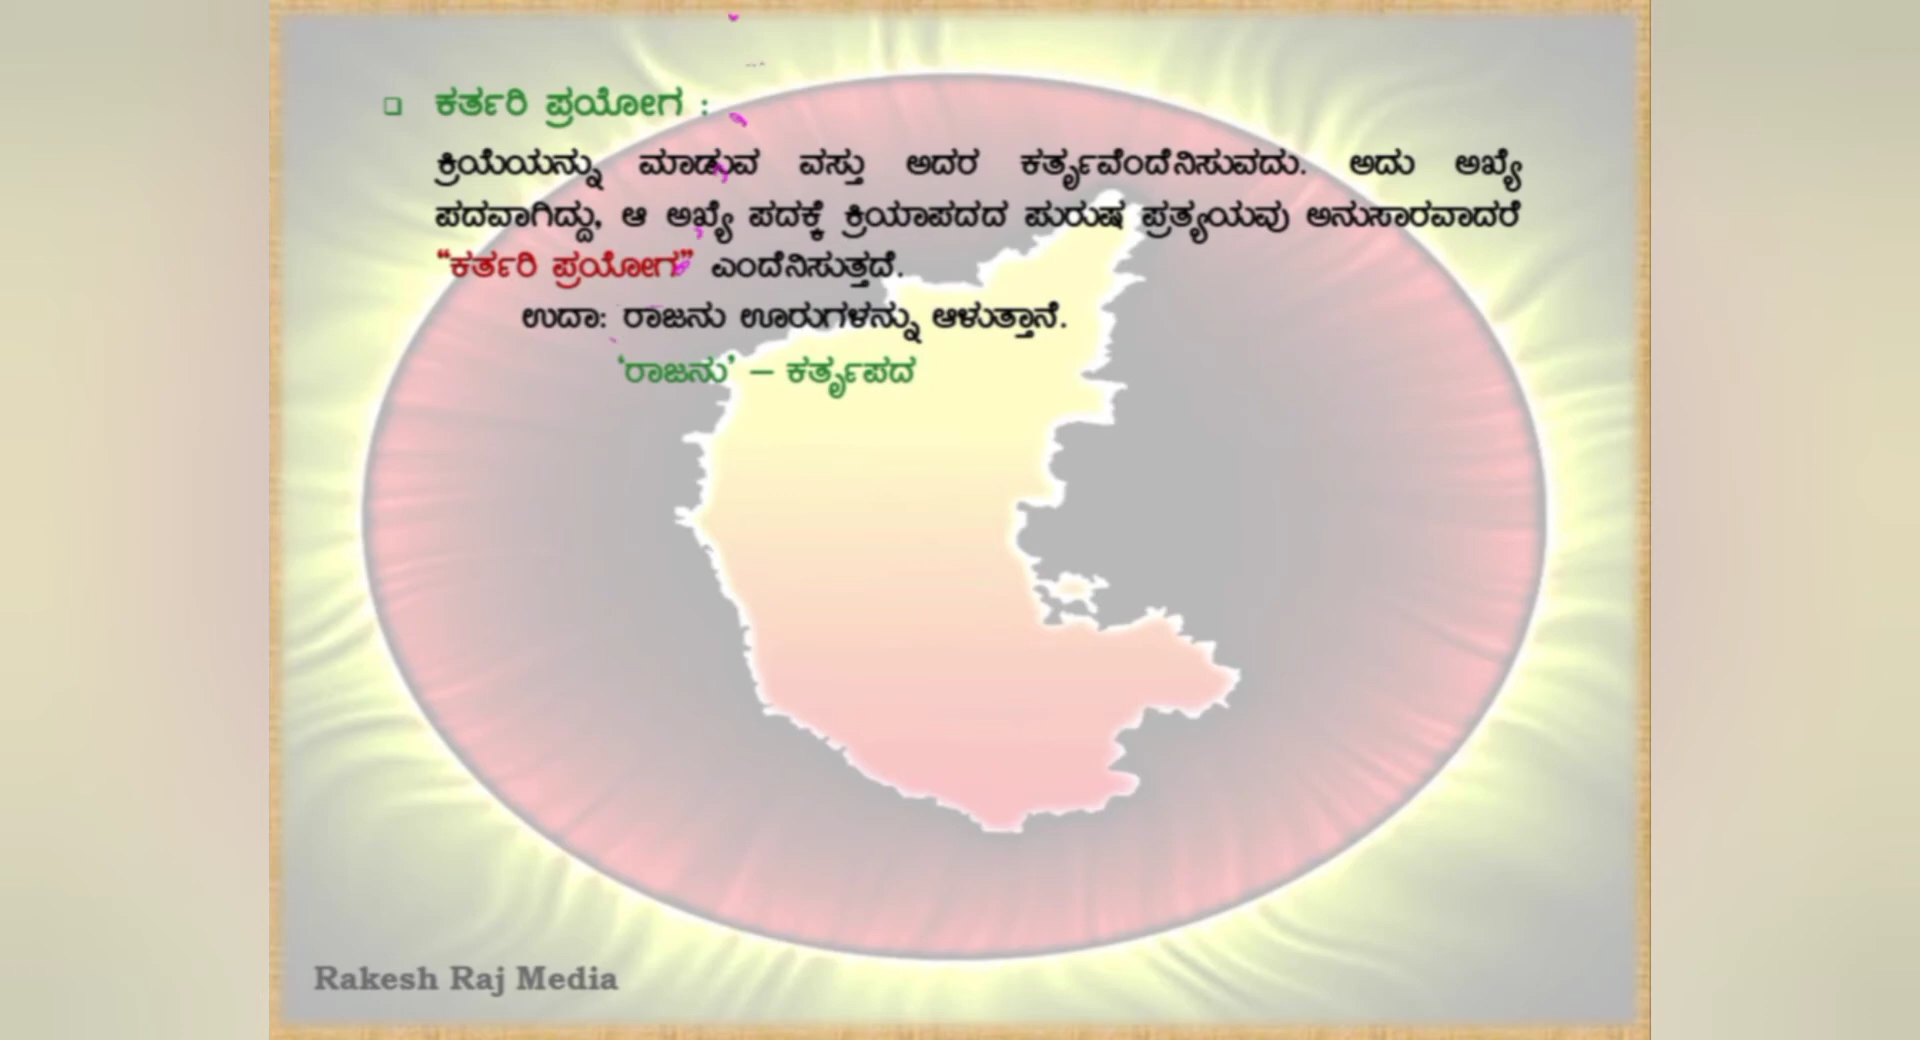 ❑ ಕರ್ತರಿ ಪ್ರಯೋಗ :
ಕ್ರಿಯೆಯನ್ನು ಮಾಡುವ ವಸ್ತು ಅದರ ಕರ್ತೃವೆಂದೆನಿಸುವದು. ಅದು ಅಖ್ಯೆ
ಪದವಾಗಿದ್ದು, ಆ ಅಖ್ಯೆ ಪದಕ್ಕೆ ಕ್ರಿಯಾಪದದ ಪುರುಷ ಪ್ರತ್ಯಯವು ಅನುಸಾರವಾದರೆ
“ಕರ್ತರಿ ಪ್ರಯೋಗ” ಎಂದೆನಿಸುತ್ತದೆ.
ಉದಾ: ರಾಜನು ಊರುಗಳನ್ನು ಆಳುತ್ತಾನೆ.
‘ರಾಜನು’ – ಕರ್ತೃಪದ
Rakesh Raj Media